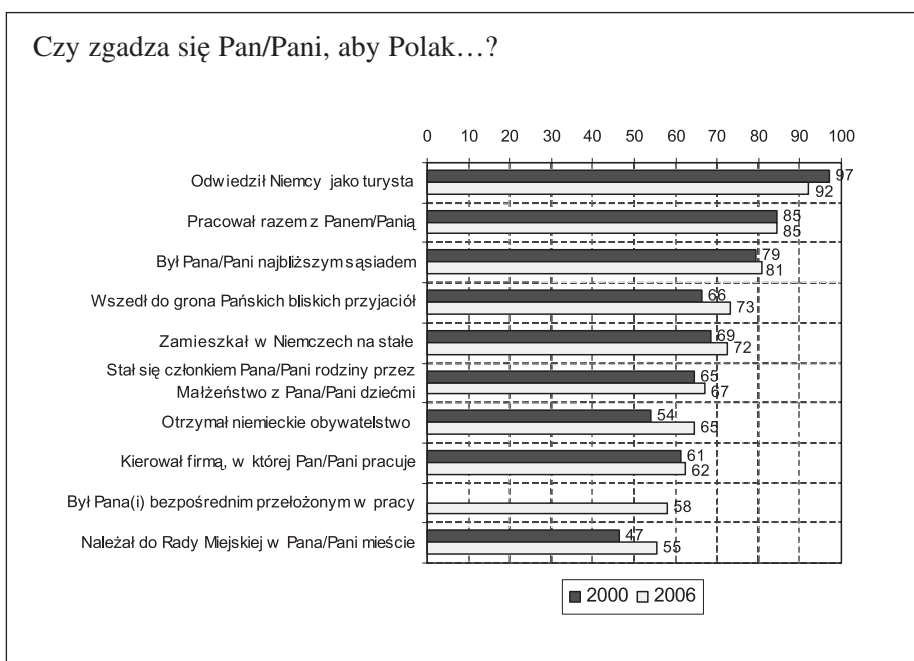 Czy zgadza się Pan/Pani, aby Polak…?
0 10 20 30 40 50 60 70 80 90 100
Odwiedził Niemcy jako turysta 97
92
Pracował razem z Panem/Panią 85
85
Był Pana/Pani najbliższym sąsiadem 79
81
Wszedł do grona Pańskich bliskich przyjaciół 66
73
Zamieszkał w Niemczech na stałe 69
72
Stał się członkiem Pana/Pani rodziny przez 65
Małżeństwo z Pana/Pani dziećmi 67
Otrzymał niemieckie obywatelstwo 54
65
Kierował firmą, w której Pan/Pani pracuje 61
62
Był Pana(i) bezpośrednim przełożonym w pracy 58
Należał do Rady Miejskiej w Pana/Pani mieście 47
55
2000 2006